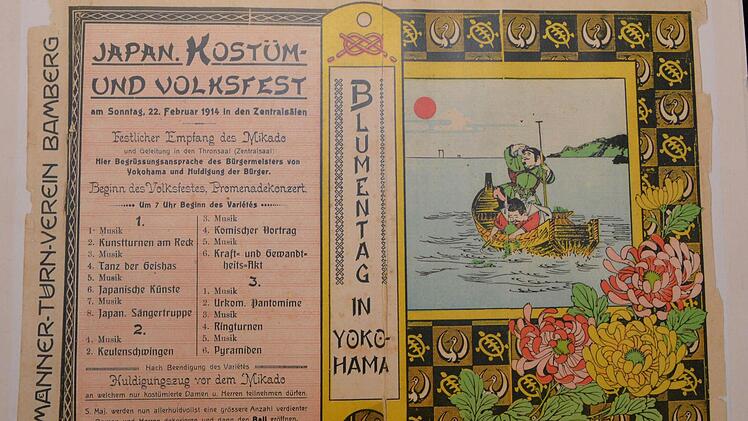 MÄNNER-TURN-VEREIN BAMBERG
JAPAN. KOSTÜM-
UND VOLKSFEST
am Sonntag, 22. Februar 1914 in den Zentralsälen
Festlicher Empfang des Mikado
und Geleitung in den Thronsaal (Zentralsaal)
Hier Begrüssungsansprache des Bürgermeisters von
Yokohama und Huldigung der Bürger.
Beginn des Volksfestes, Promenadekonzert.
Um 7 Uhr Beginn des Variétés
1.
1. Musik
2. Kunstturnen am Reck
3. Musik
4. Tanz der Geishas
5. Musik
6. Japanische Künste
7. Musik
8. Japan. Sängertruppe
2.
1. Musik
2. Keulenschwingen
3. Musik
4. Komischer Vortrag
5. Musik
6. Kraft- und Gewandt-
heits-Akt
3.
1. Musik
2. Urkom. Pantomime
3. Musik
4. Ringturnen
5. Musik
6. Pyramiden
Nach Beendigung des Variétés
Huldigungszug vor dem Mikado
an welchem nur kostümierte Damen u. Herren teilnehmen dürfen.
S. Maj. werden nun allerhuldvollst eine grössere Anzahl verdienter
BLUMENTAG
IN
YOKO-
HAMA